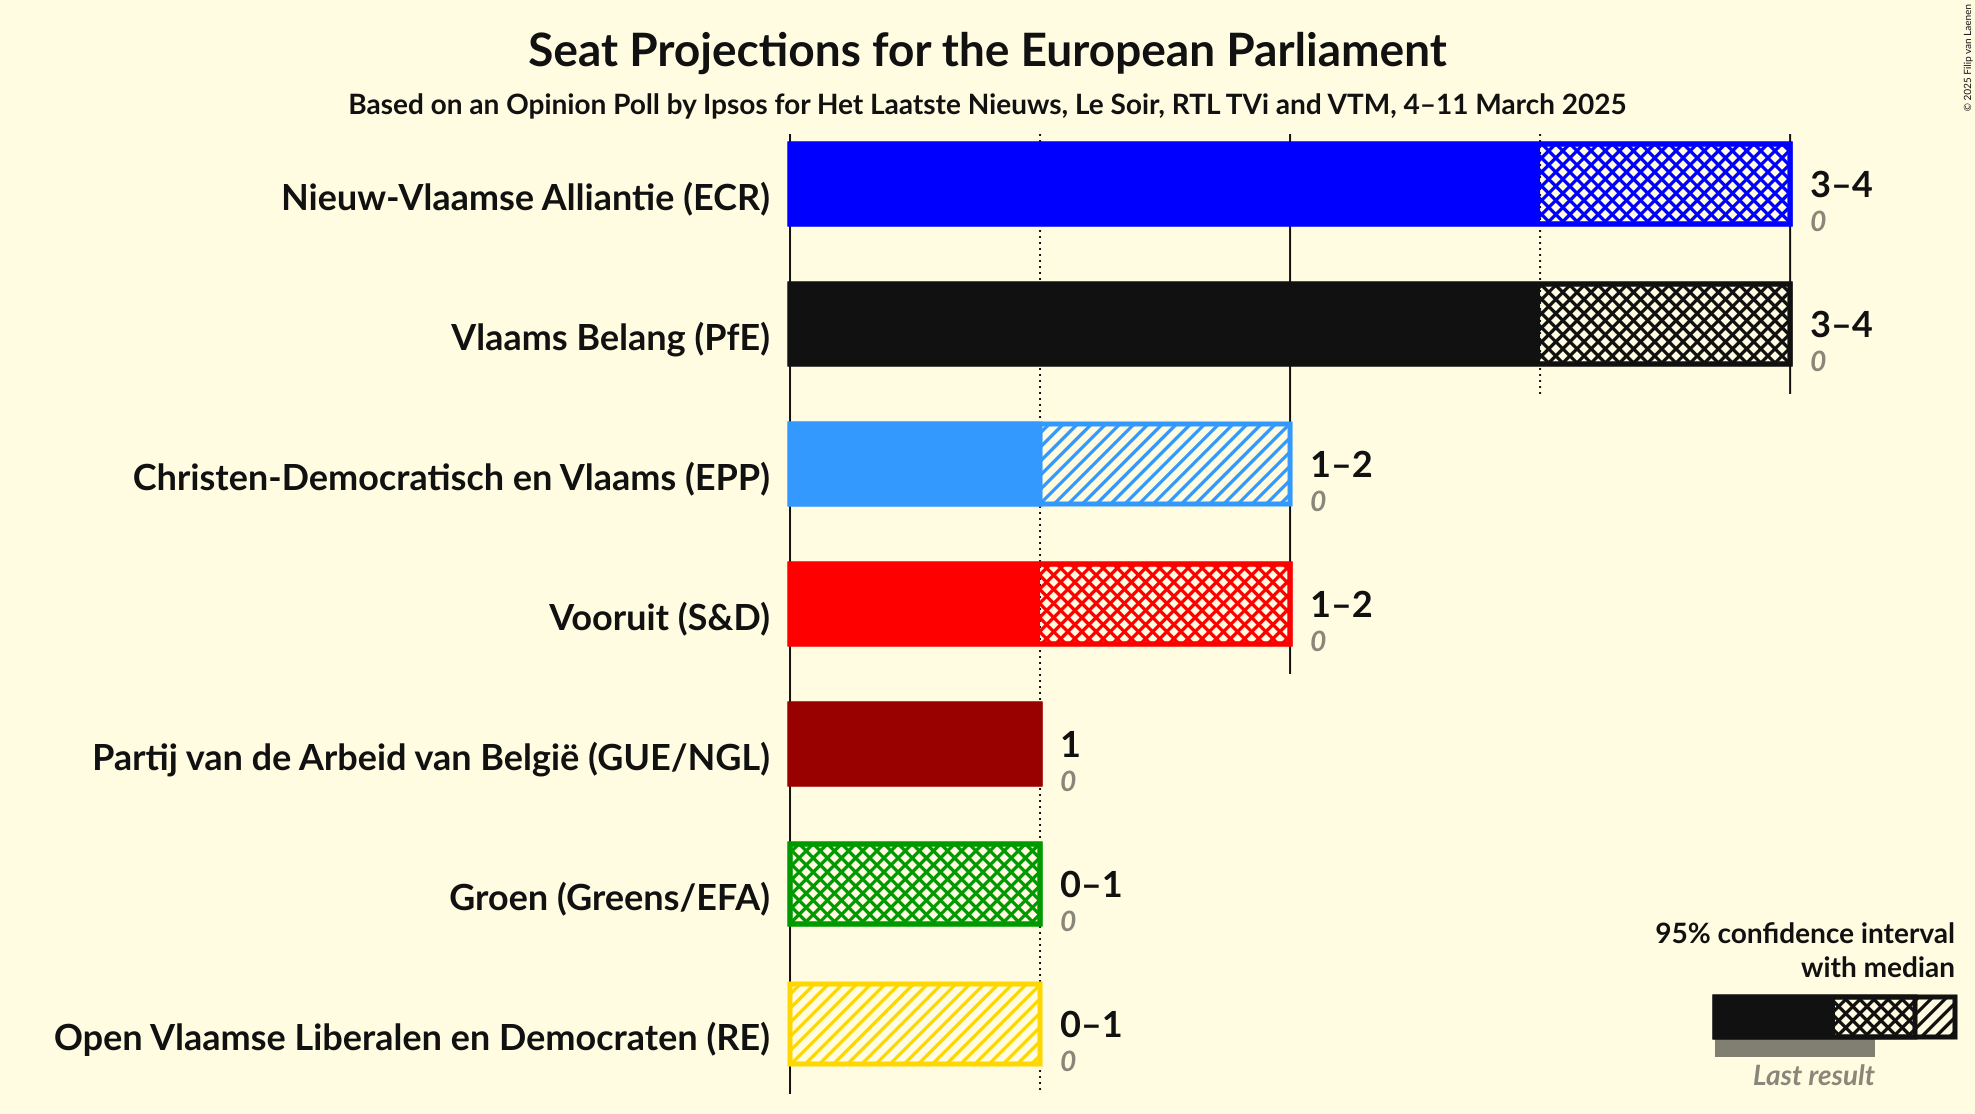 Seat Projections for the European Parliament
Based on an Opinion Poll by Ipsos for Het Laatste Nieuws, Le Soir, RTL TVi and VTM, 4–11 March 2025
© 2025 Filip van Laenen
Nieuw-Vlaamse Alliantie (ECR)
3–4
0
Vlaams Belang (PfE)
3–4
0
Christen-Democratisch en Vlaams (EPP)
1–2
0
Vooruit (S&D)
1–2
0
Partij van de Arbeid van België (GUE/NGL)
1
0
Groen (Greens/EFA)
0–1
0
Open Vlaamse Liberalen en Democraten (RE)
0–1
0
95% confidence interval
with median
Last result